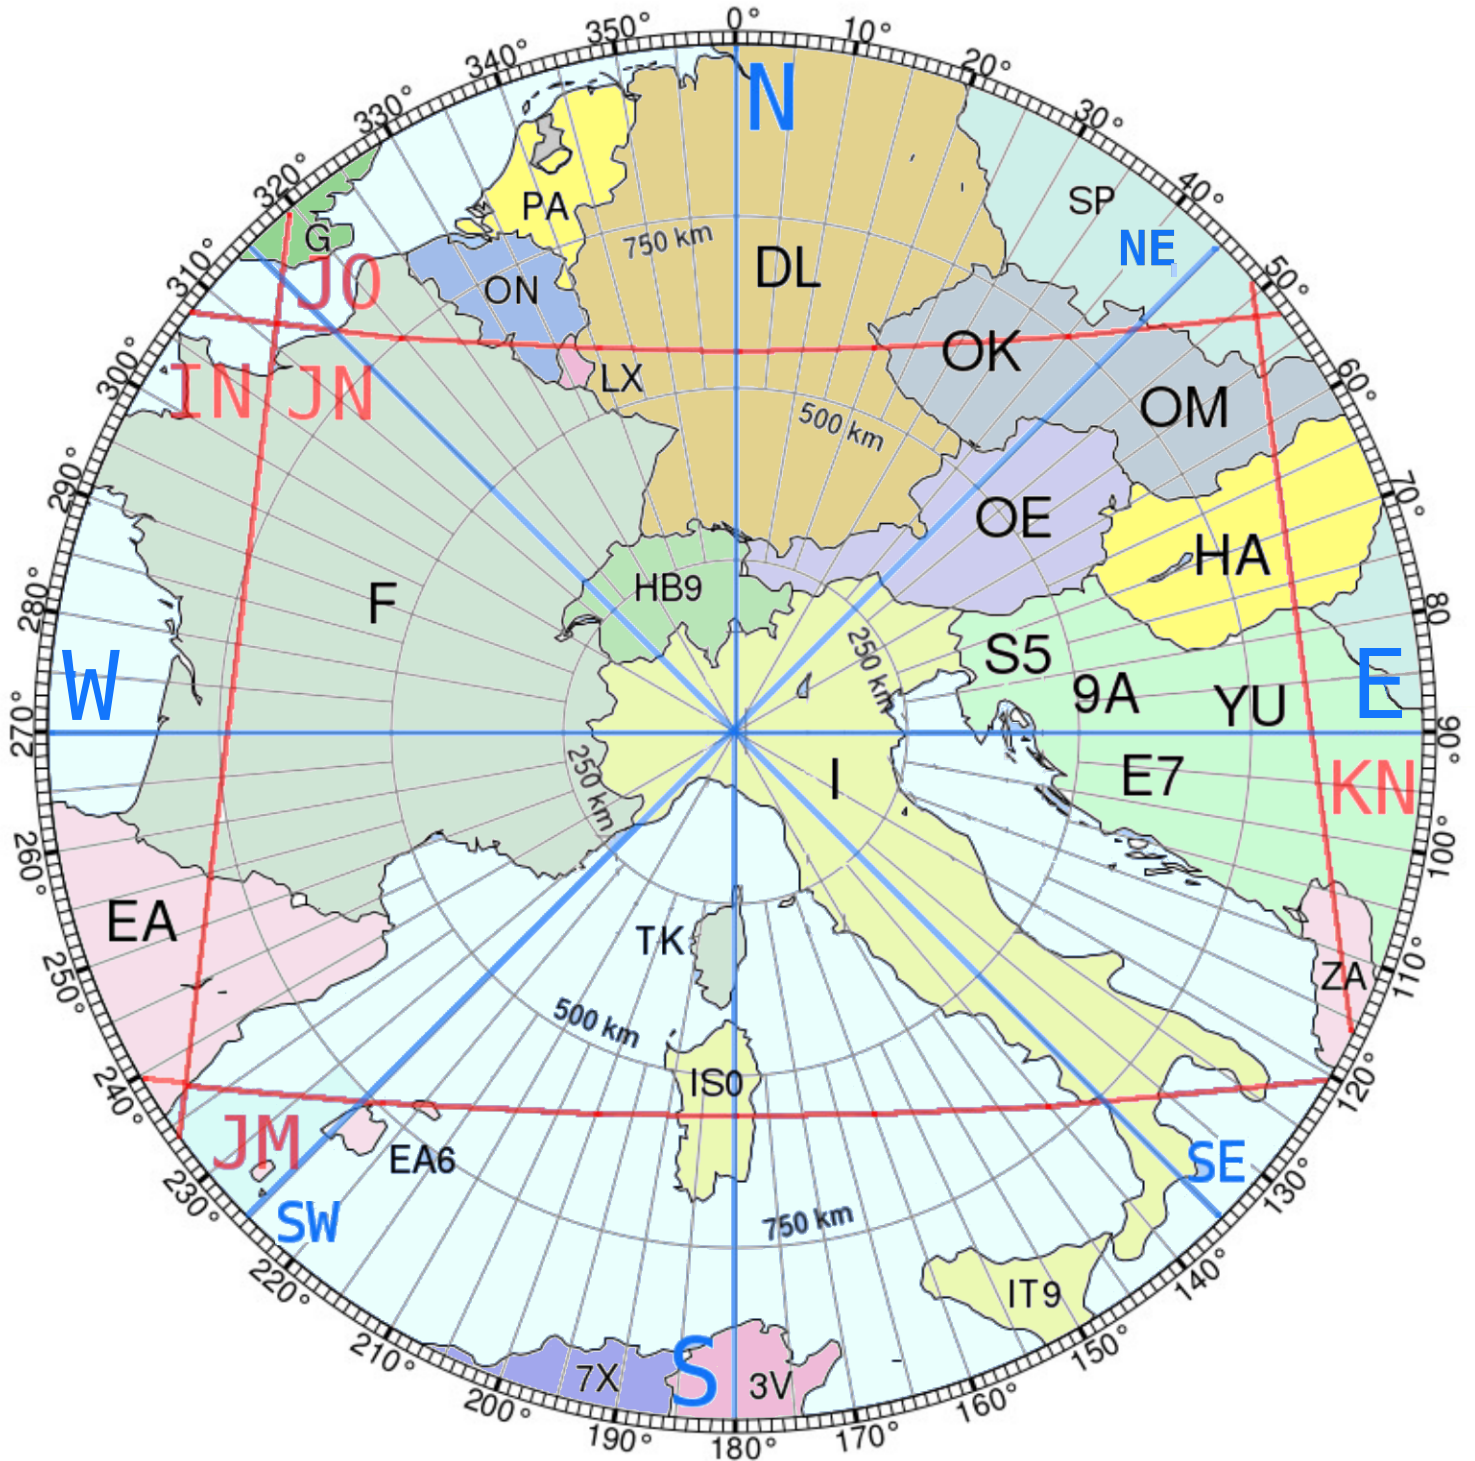 0°
10°
20°
30°
40°
50°
60°
70°
80
90°
100°
110°
120°
130°
140°
150°
160°
170°
180°
190°
200°
210°
220°
230°
240°
250°
260°
270°
280°
290°
300°
310°
320°
330°
340°
350°
N
SP
PA
G
750 km
DL
NE
ON
JO
OK
LX
IN JN
500 km
OM
OE
HA
HB9
F
250 km
S5
W
9A
YU
E
I
E7
KN
250 km
EA
TK
ZA
500 km
IS0
JM
EA6
SE
SW
750 km
IT9
S
7X
3V